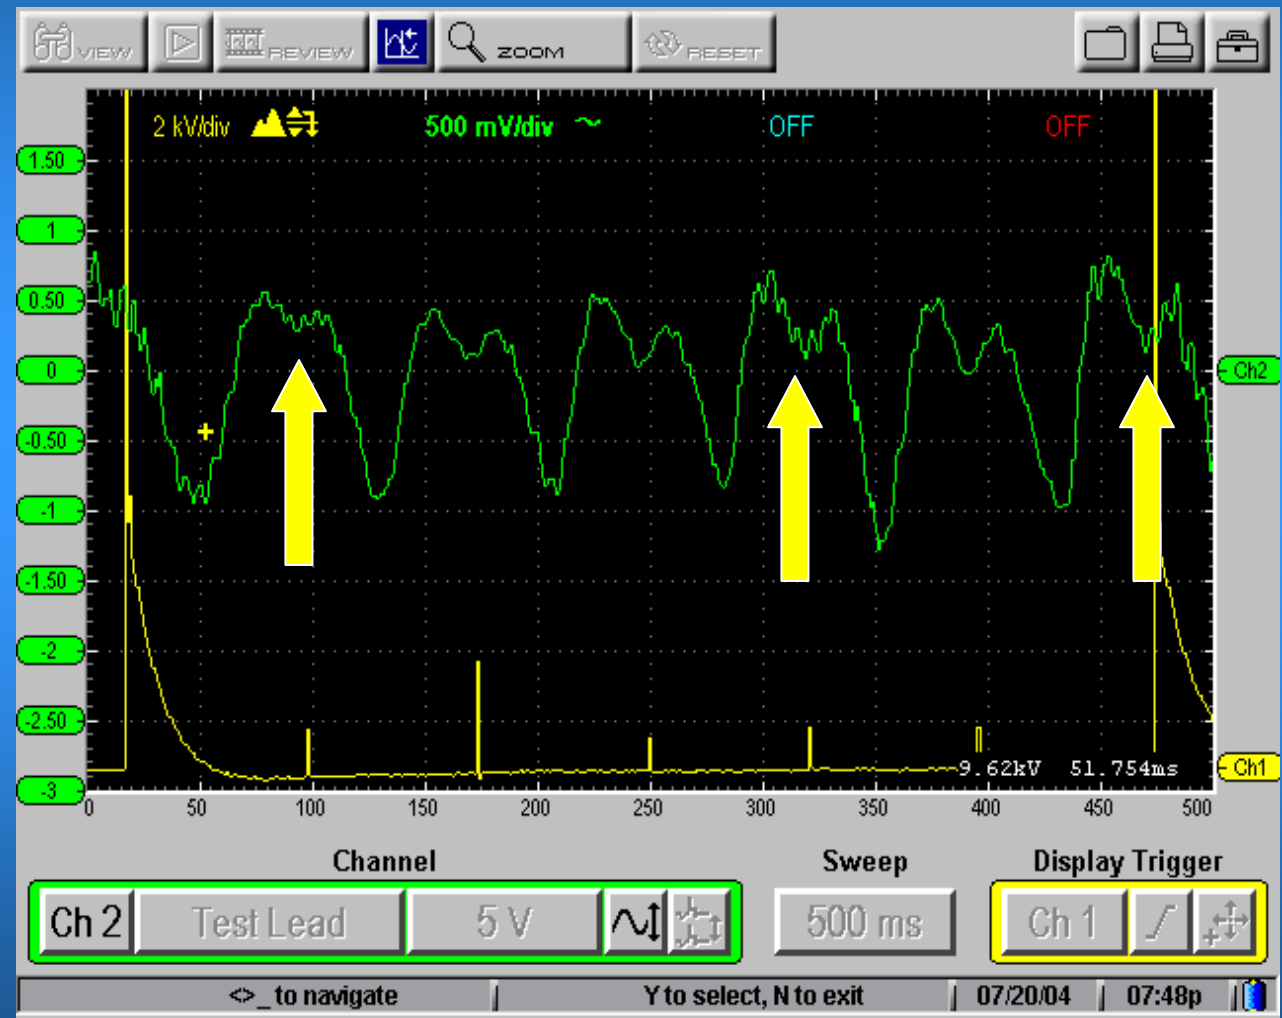 VIEW REVIEW ZOOM RESET
2 kV/div 500 mV/div OFF OFF
1.50
1
0.50
0 Ch2
-0.50
-1
-1.50
-2
-2.50
9.62kV 51.754ms Ch1
-3
0 50 100 150 200 250 300 350 400 450 500
Channel Sweep Display Trigger
Ch 2 Test Lead 5 V 500 ms Ch 1
<>_ to navigate Y to select, N to exit 07/20/04 07:48p